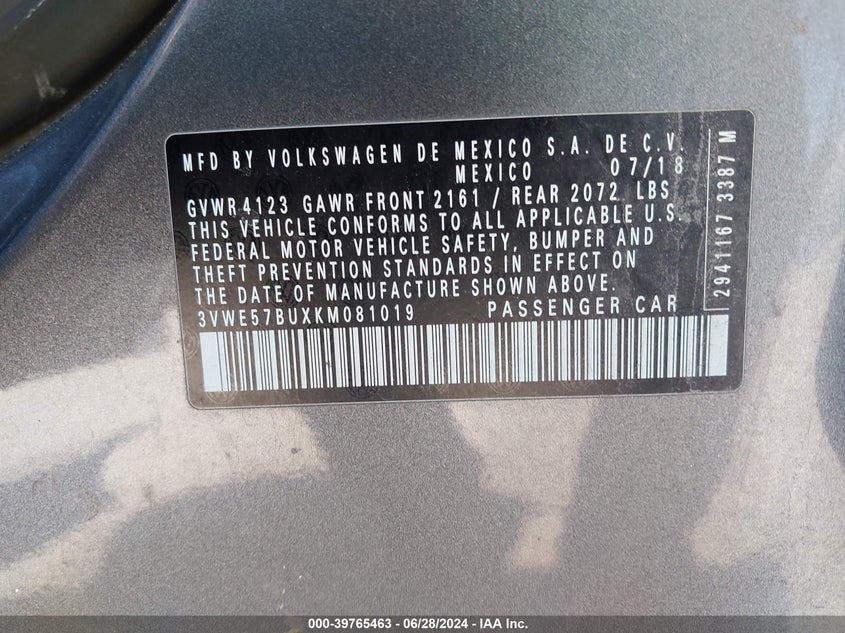 MFD BY VOLKSWAGEN DE MEXICO S.A. DE C.V.
MEXICO 07/18
GVWR 4123 GAWR FRONT 2161 / REAR 2072 LBS
THIS VEHICLE CONFORMS TO ALL APPLICABLE U.S.
FEDERAL MOTOR VEHICLE SAFETY, BUMPER AND
THEFT PREVENTION STANDARDS IN EFFECT ON
THE DATE OF MANUFACTURE SHOWN ABOVE.
3VWE57BUXKM081019 PASSENGER CAR
2941167 3387 M
000-39765463 - 06/28/2024 - IAA Inc.